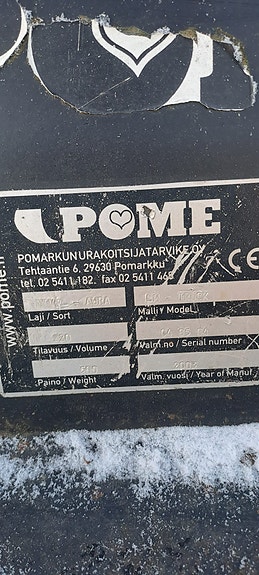 POME
POMARKUN URAKOITSIJATARVIKE OY
Tehtaantie 6, 29630 Pomarkku
tel. 02 5411 182. fax 02 5411 468
CE
www.pome.fi
Laji / Sort
Malli / Model
Tilavuus / Volume
Valm.no / Serial number
Paino / Weight
Valm. vuosi / Year of Manuf